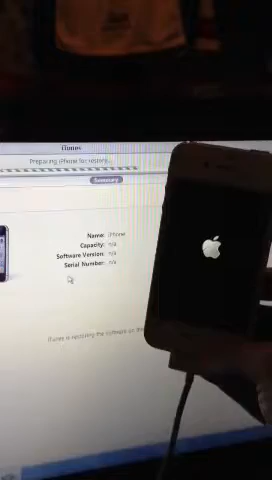 iTunes
Preparing iPhone for restore...
Summary
Name: iPhone
Capacity: n/a
Software Version: n/a
Serial Number: n/a
iTunes is restoring the software on this